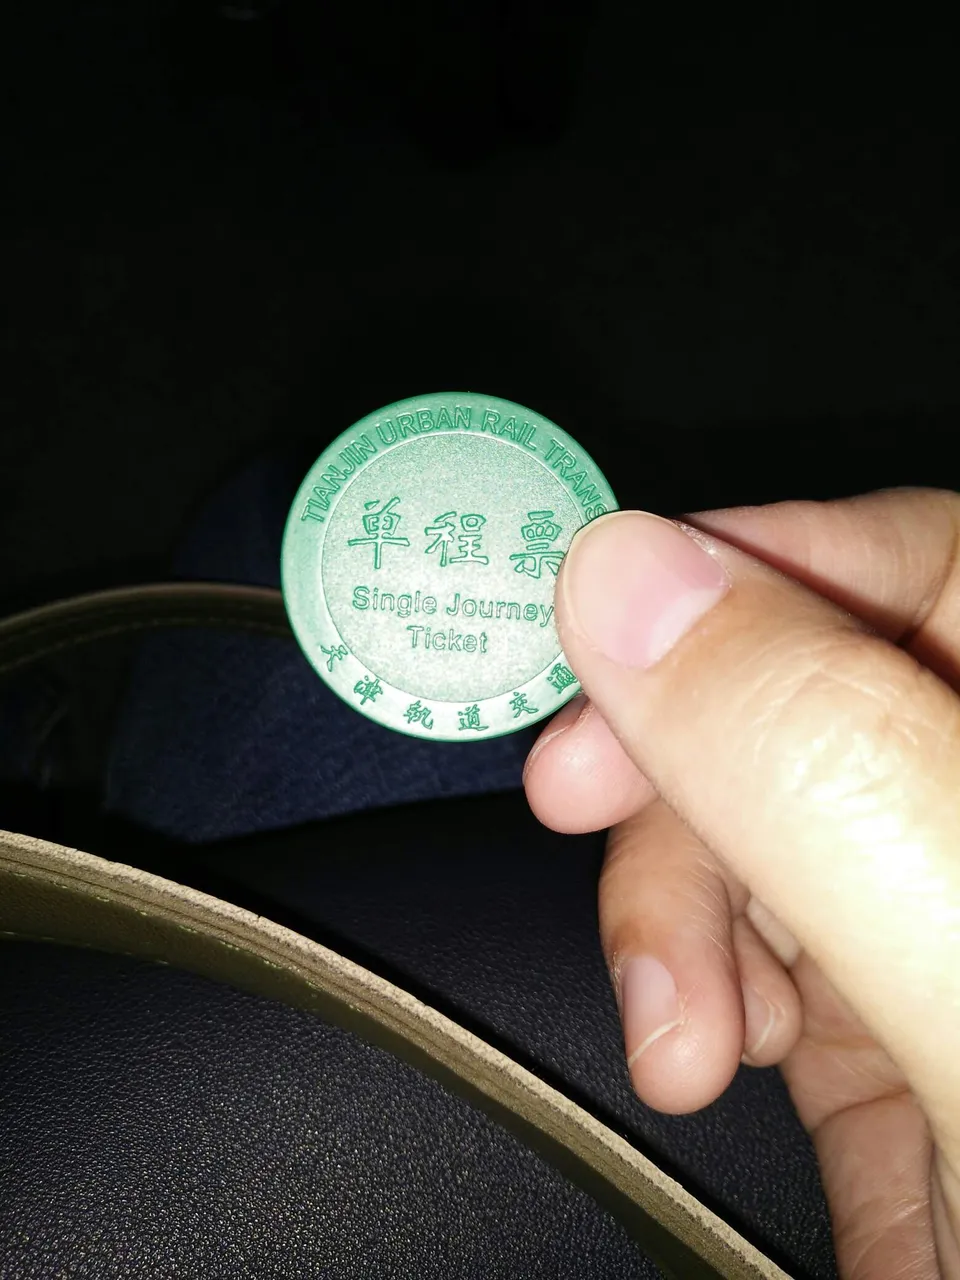 TIANJIN URBAN RAIL TRANS
单程票
Single Journey
Ticket
天津轨道交通